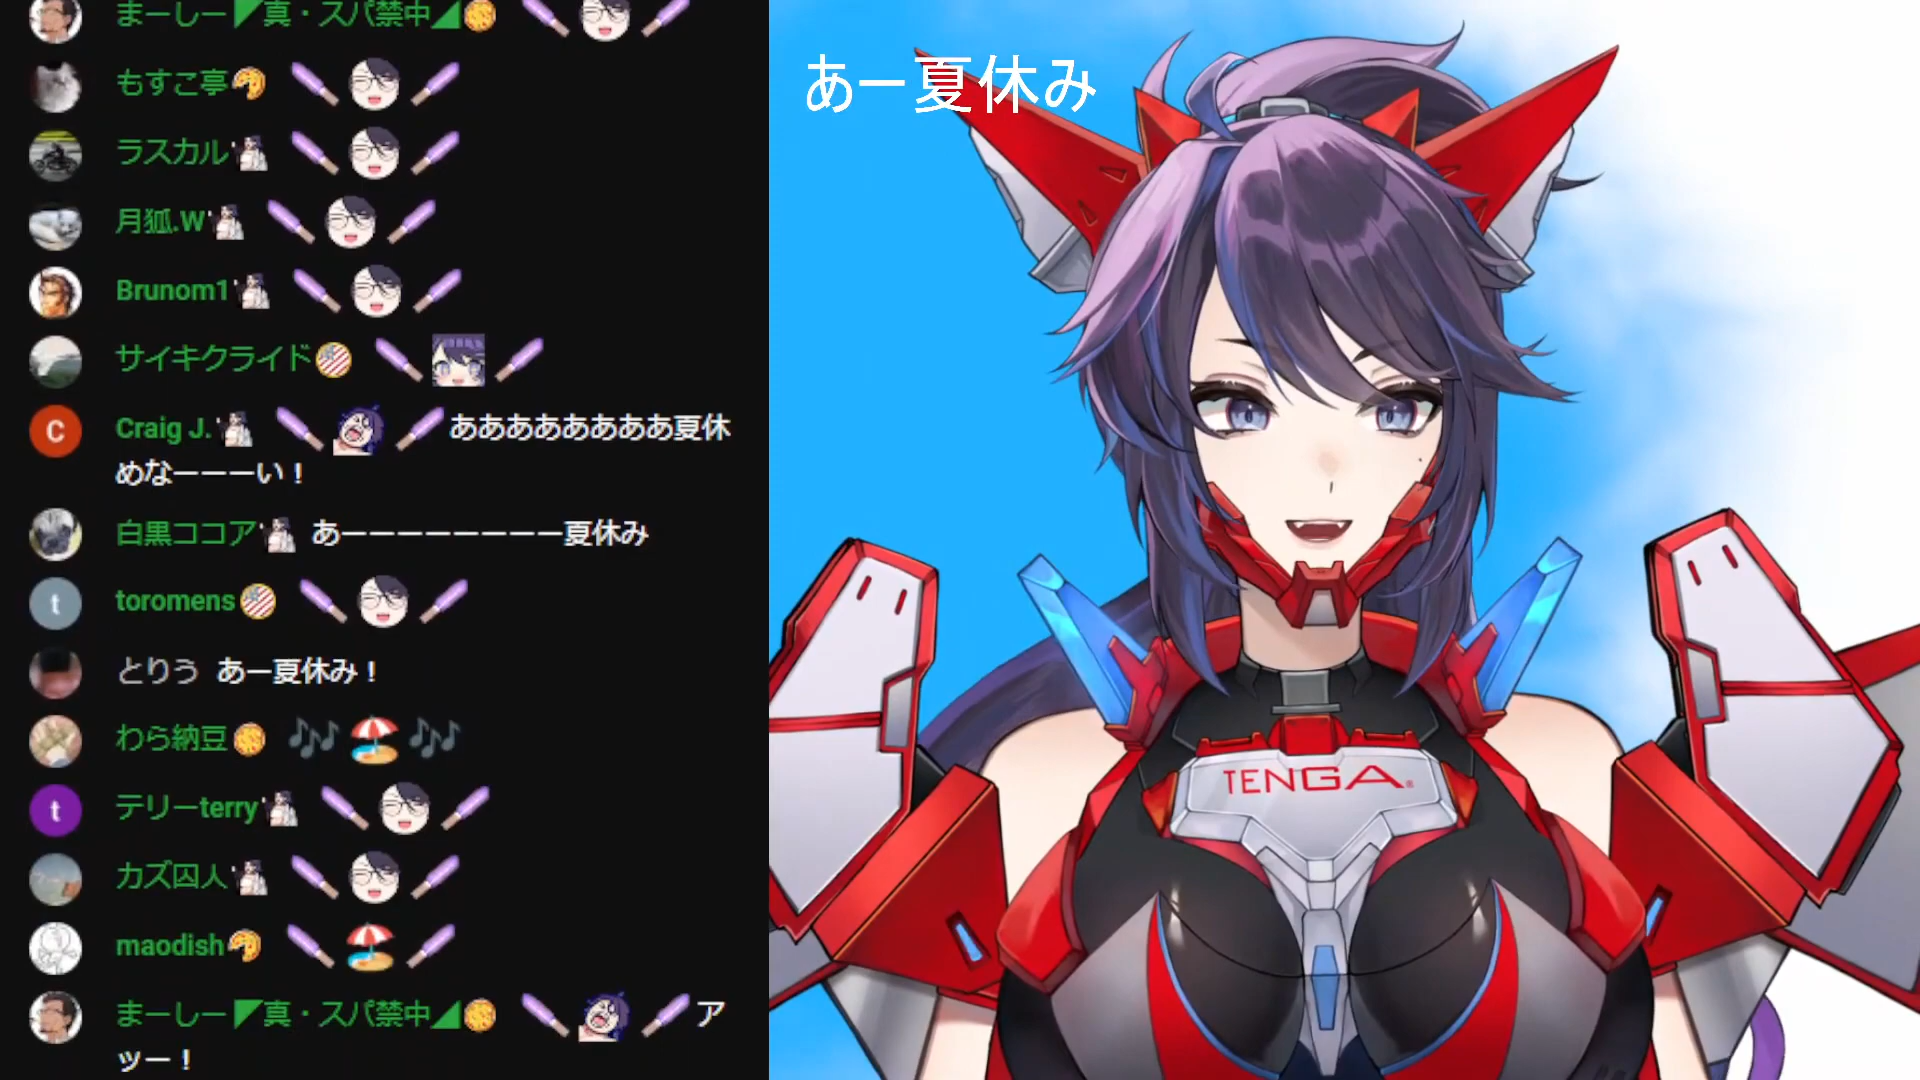 まーしー◤真・スパ禁中◢
もすこ亭
ラスカル
月狐.W
Brunom1
サイキクライド
C
Craig J. ああああああああ夏休
めなーーーい！
白黒ココア あーーーーーーーー夏休み
t
toromens
とりう あー夏休み！
わら納豆
t
テリーterry
カズ囚人
maodish
まーしー◤真・スパ禁中◢ ア
ッー！
あー夏休み
TENGA®